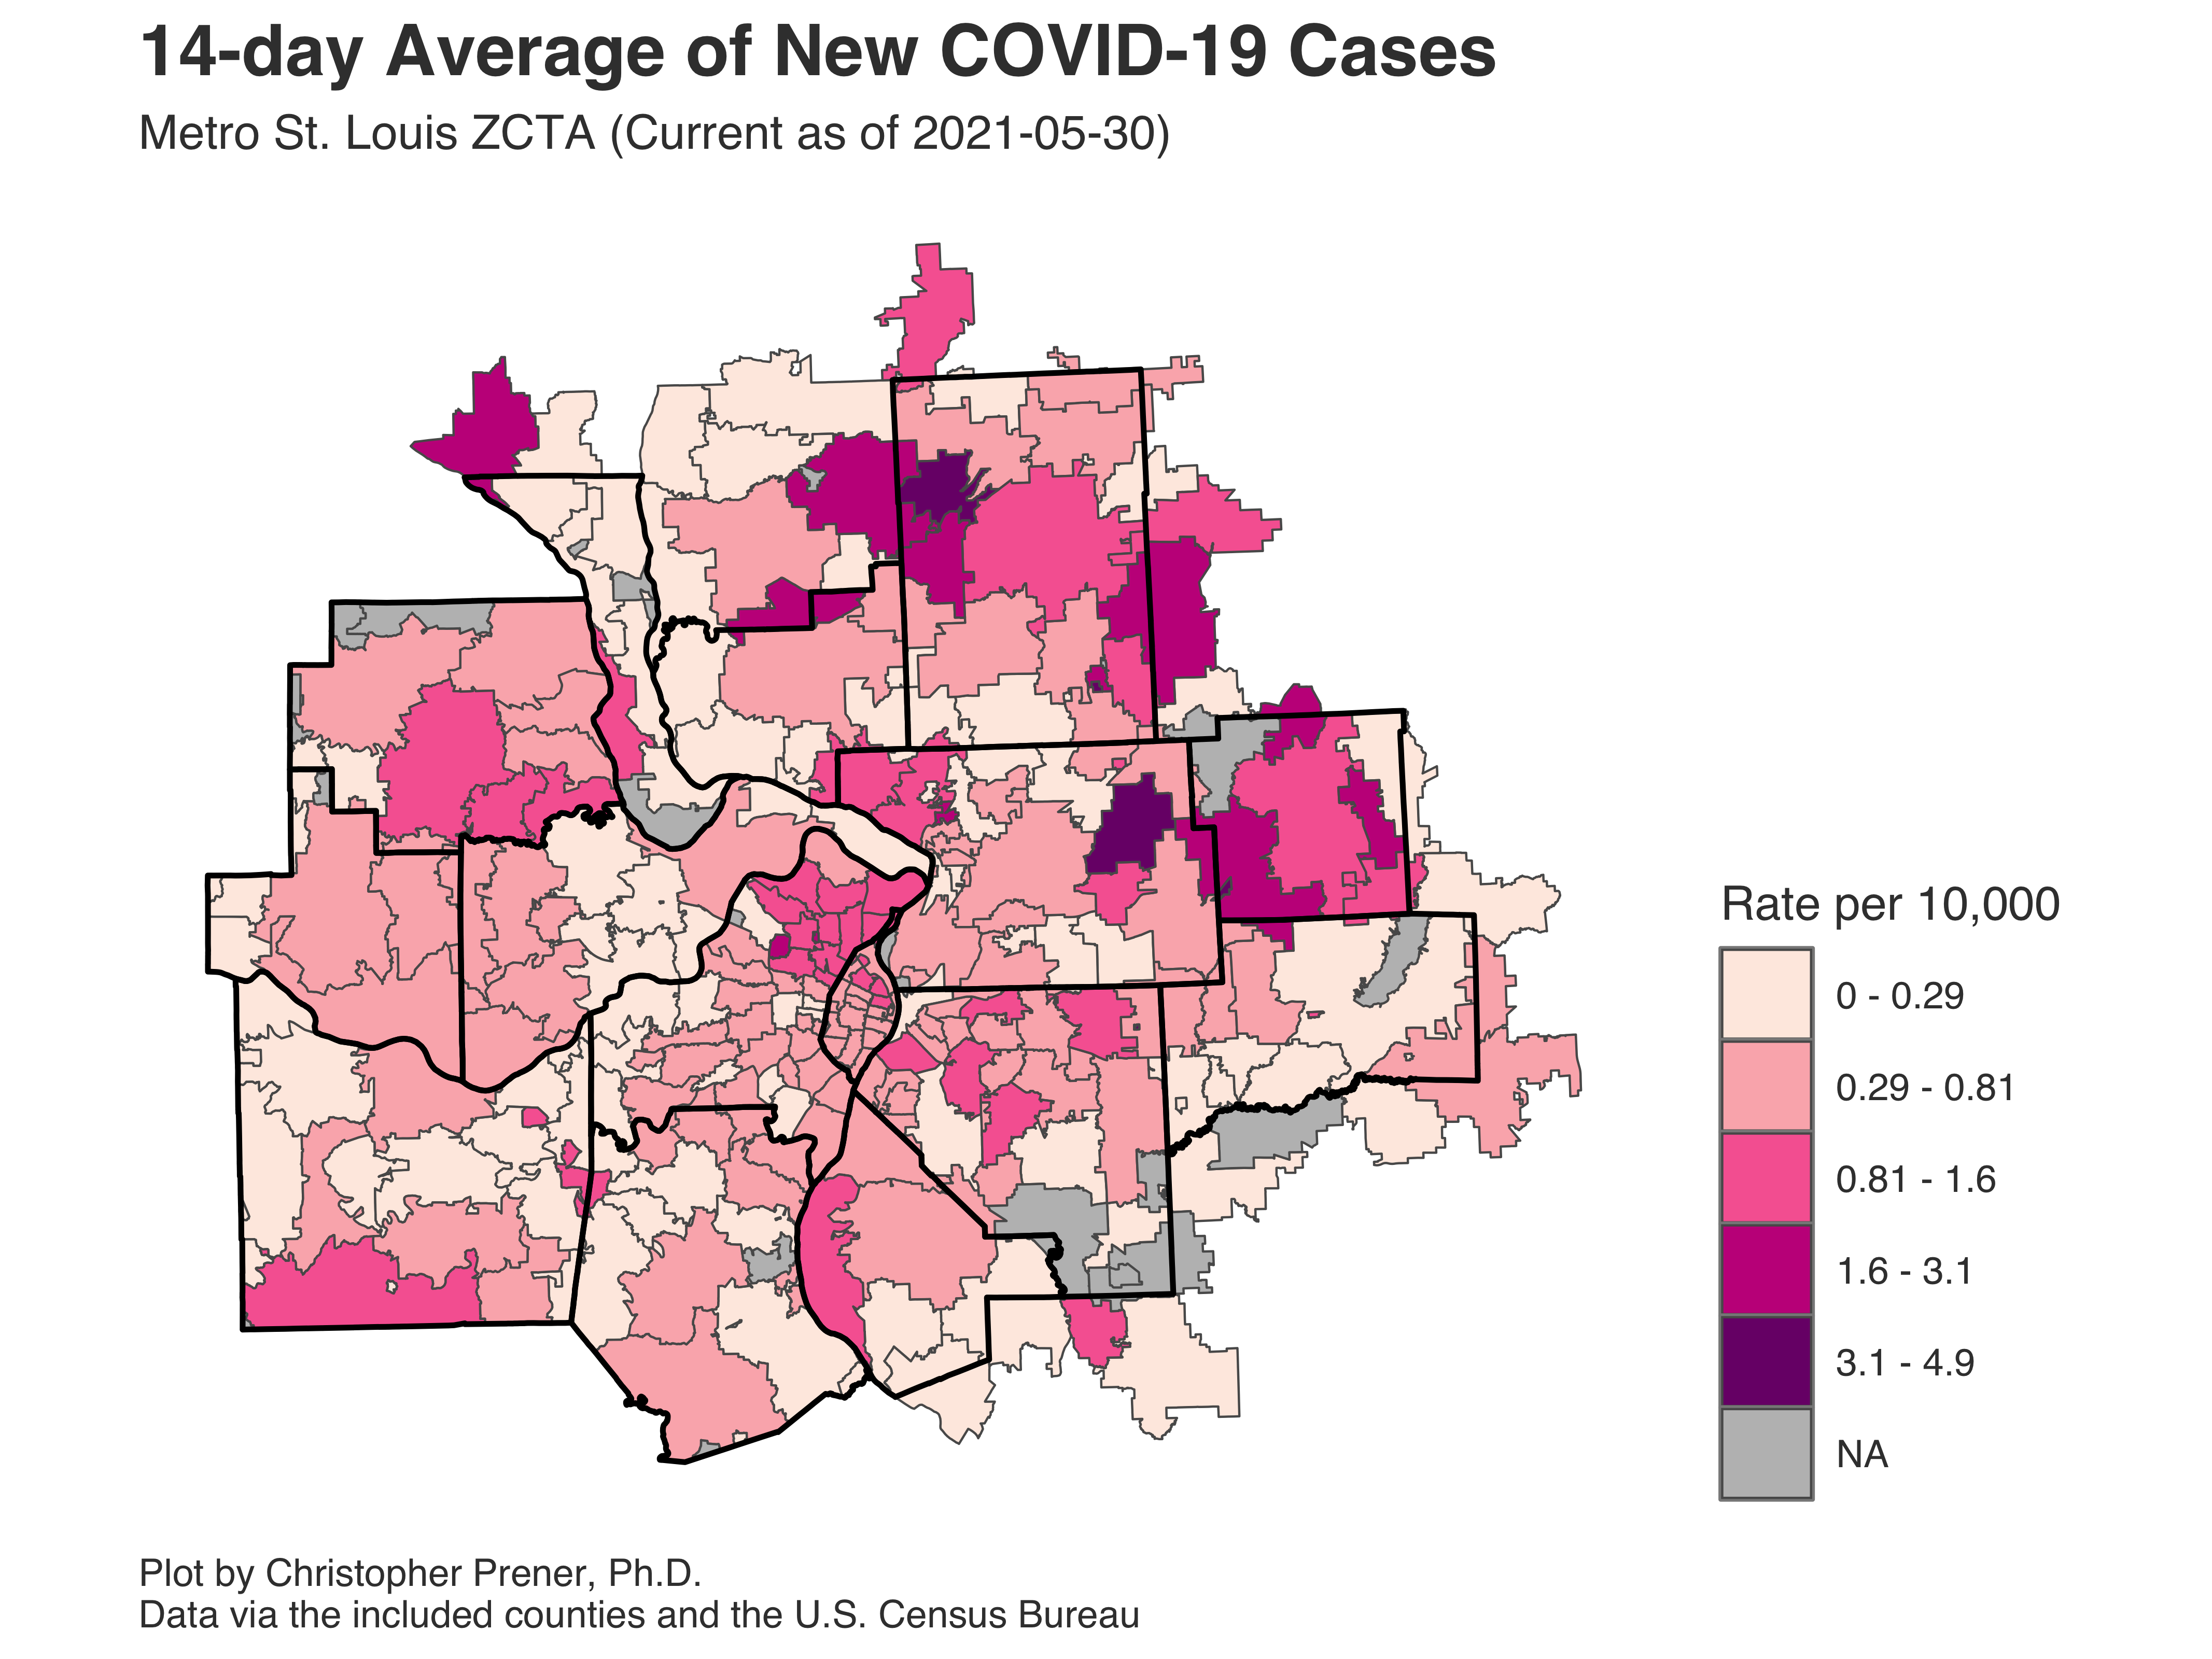 14-day Average of New COVID-19 Cases
Metro St. Louis ZCTA (Current as of 2021-05-30)
Rate per 10,000
0 - 0.29
0.29 - 0.81
0.81 - 1.6
1.6 - 3.1
3.1 - 4.9
NA
Plot by Christopher Prener, Ph.D.
Data via the included counties and the U.S. Census Bureau